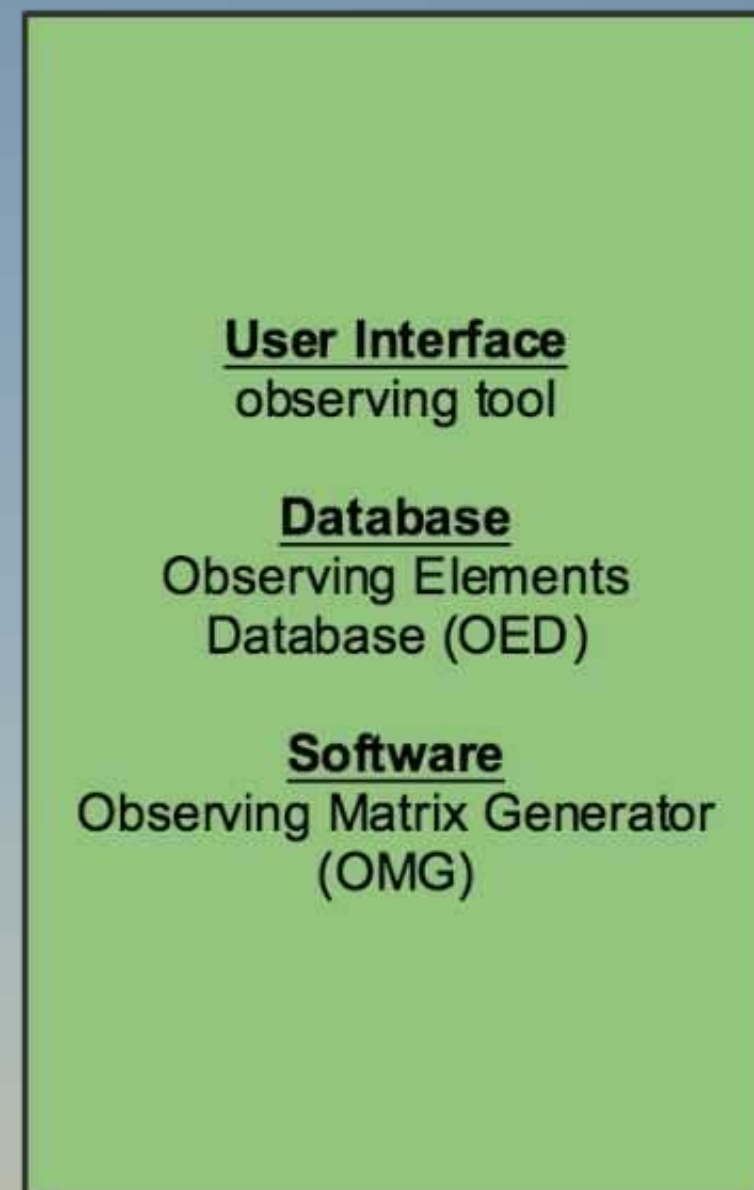 User Interface
observing tool
Database
Observing Elements
Database (OED)
Software
Observing Matrix Generator
(OMG)